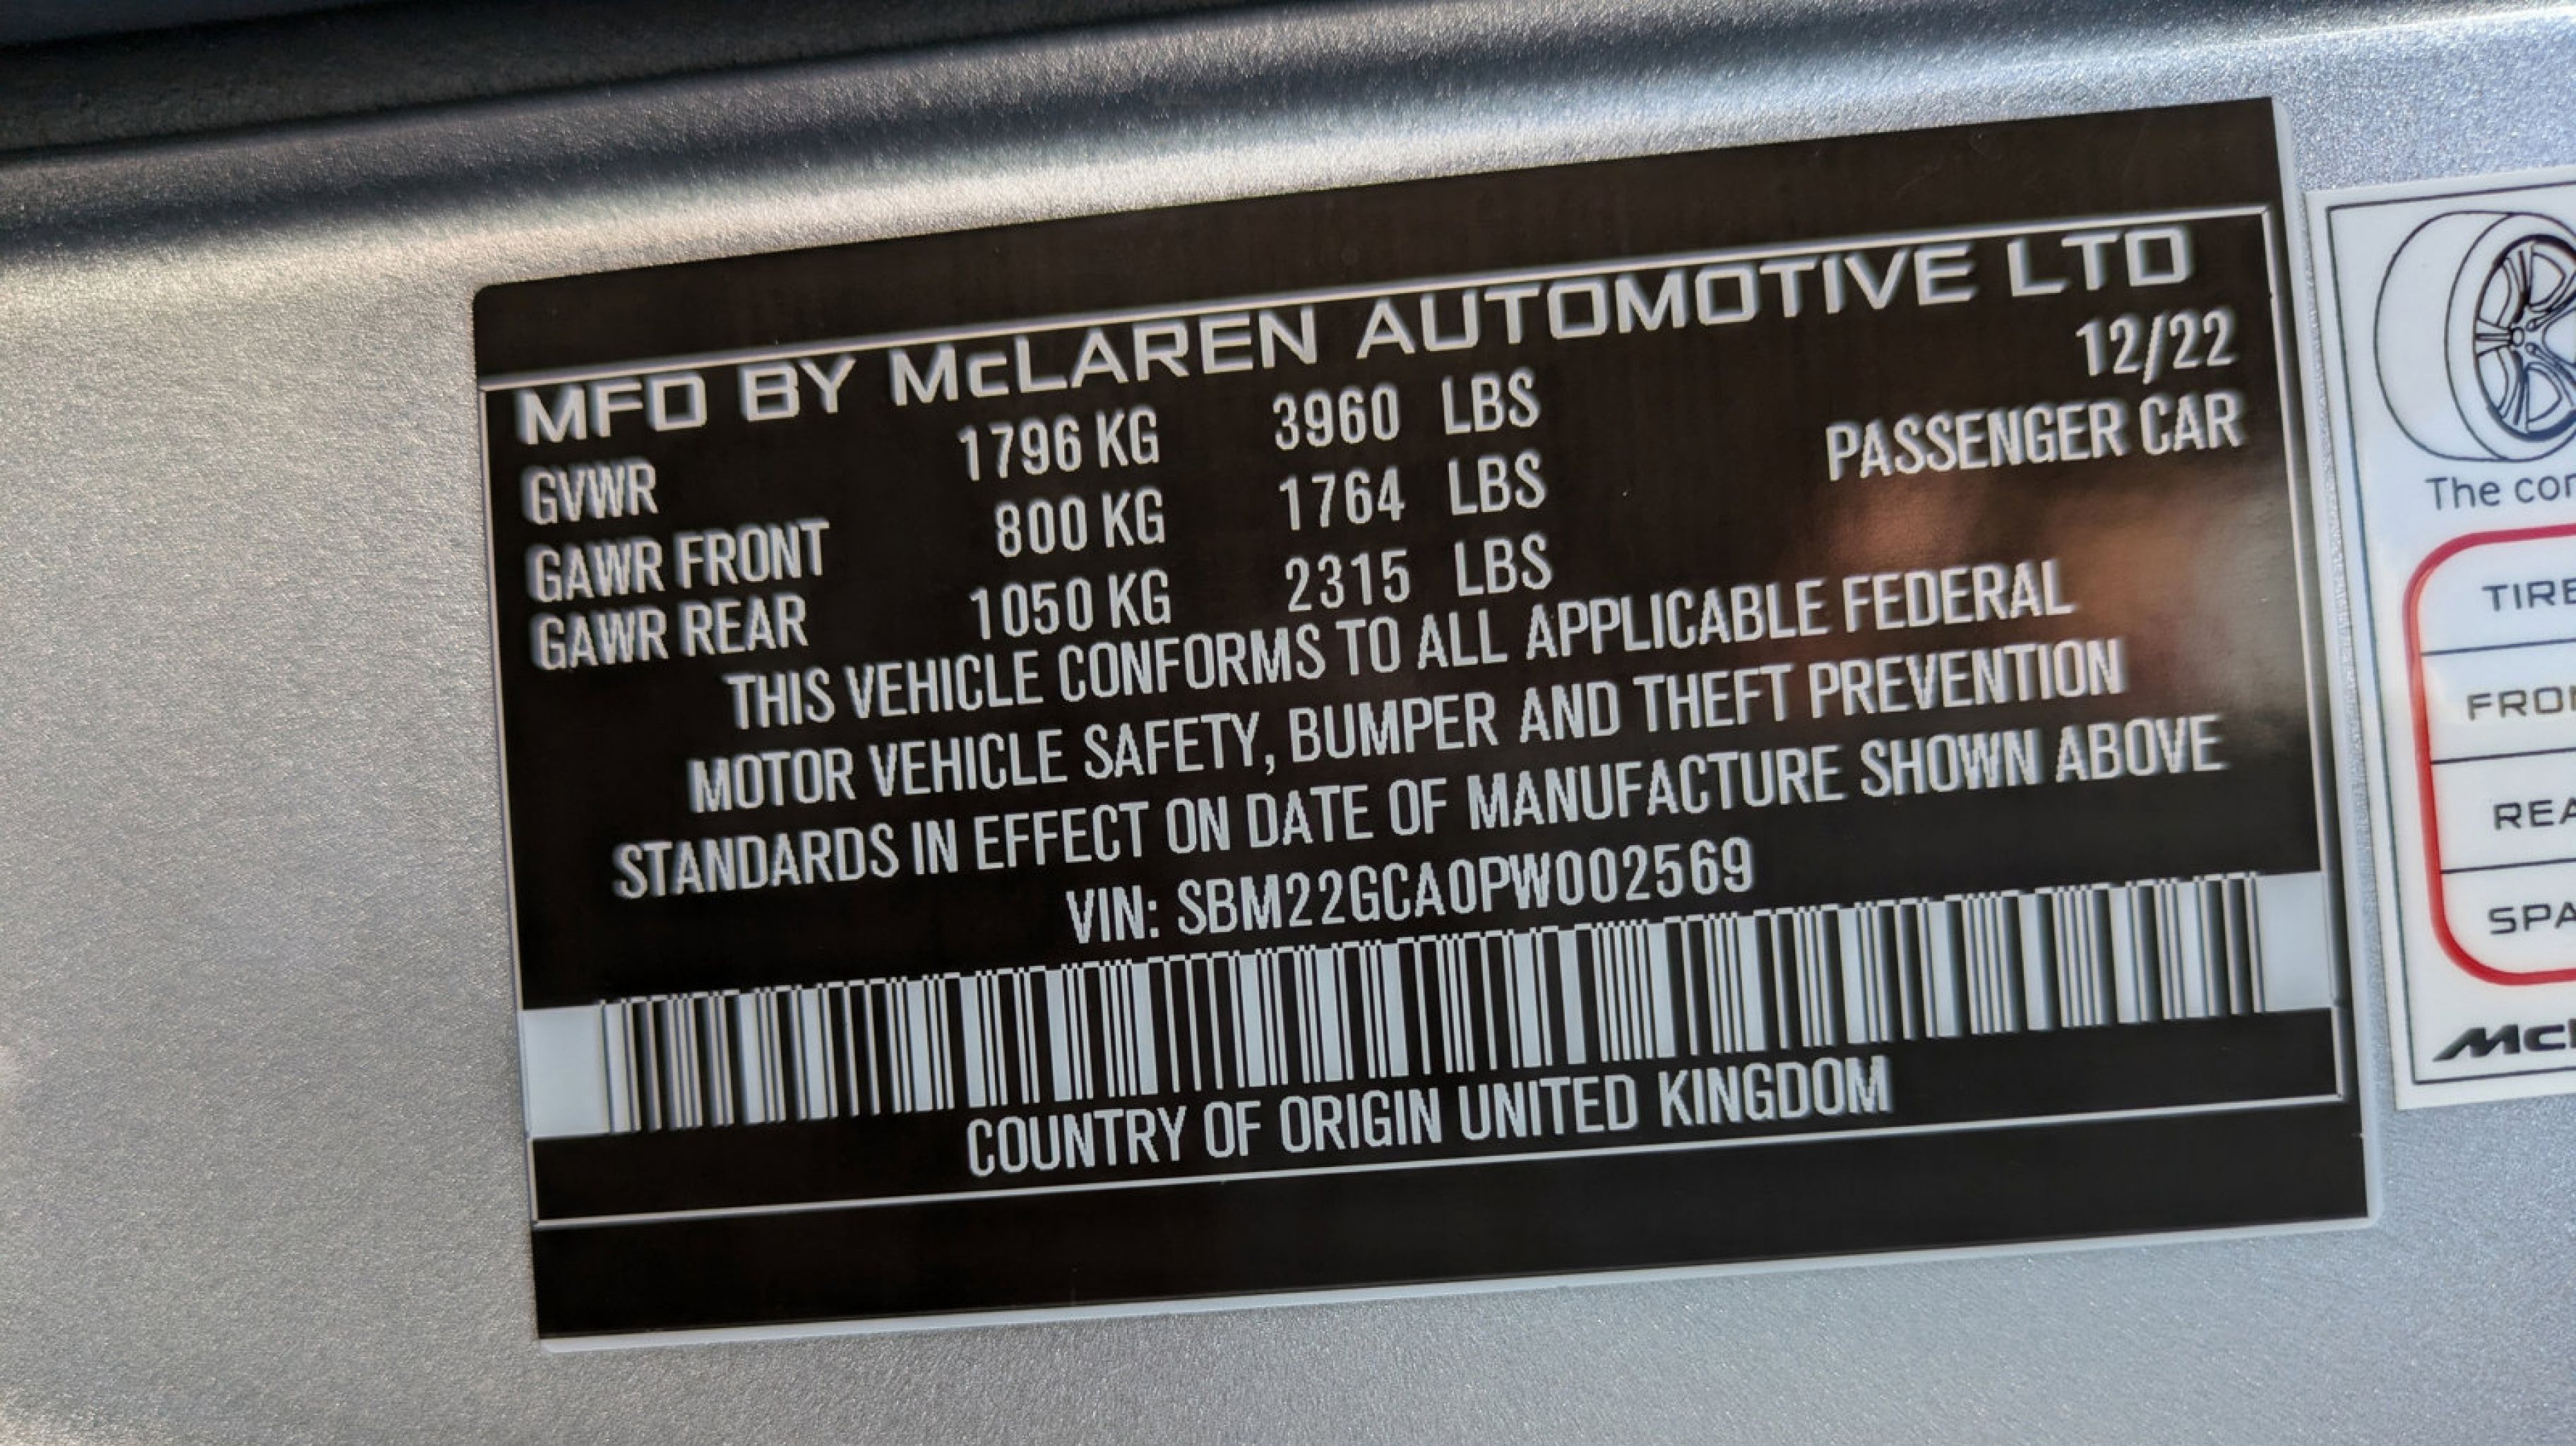 MFD BY McLAREN AUTOMOTIVE LTD
12/22
GVWR 1796 KG 3960 LBS
PASSENGER CAR
GAWR FRONT 800 KG 1764 LBS
GAWR REAR 1050 KG 2315 LBS
THIS VEHICLE CONFORMS TO ALL APPLICABLE FEDERAL
MOTOR VEHICLE SAFETY, BUMPER AND THEFT PREVENTION
STANDARDS IN EFFECT ON DATE OF MANUFACTURE SHOWN ABOVE
VIN: SBM22GCA0PW002569
COUNTRY OF ORIGIN UNITED KINGDOM
The
TIRE